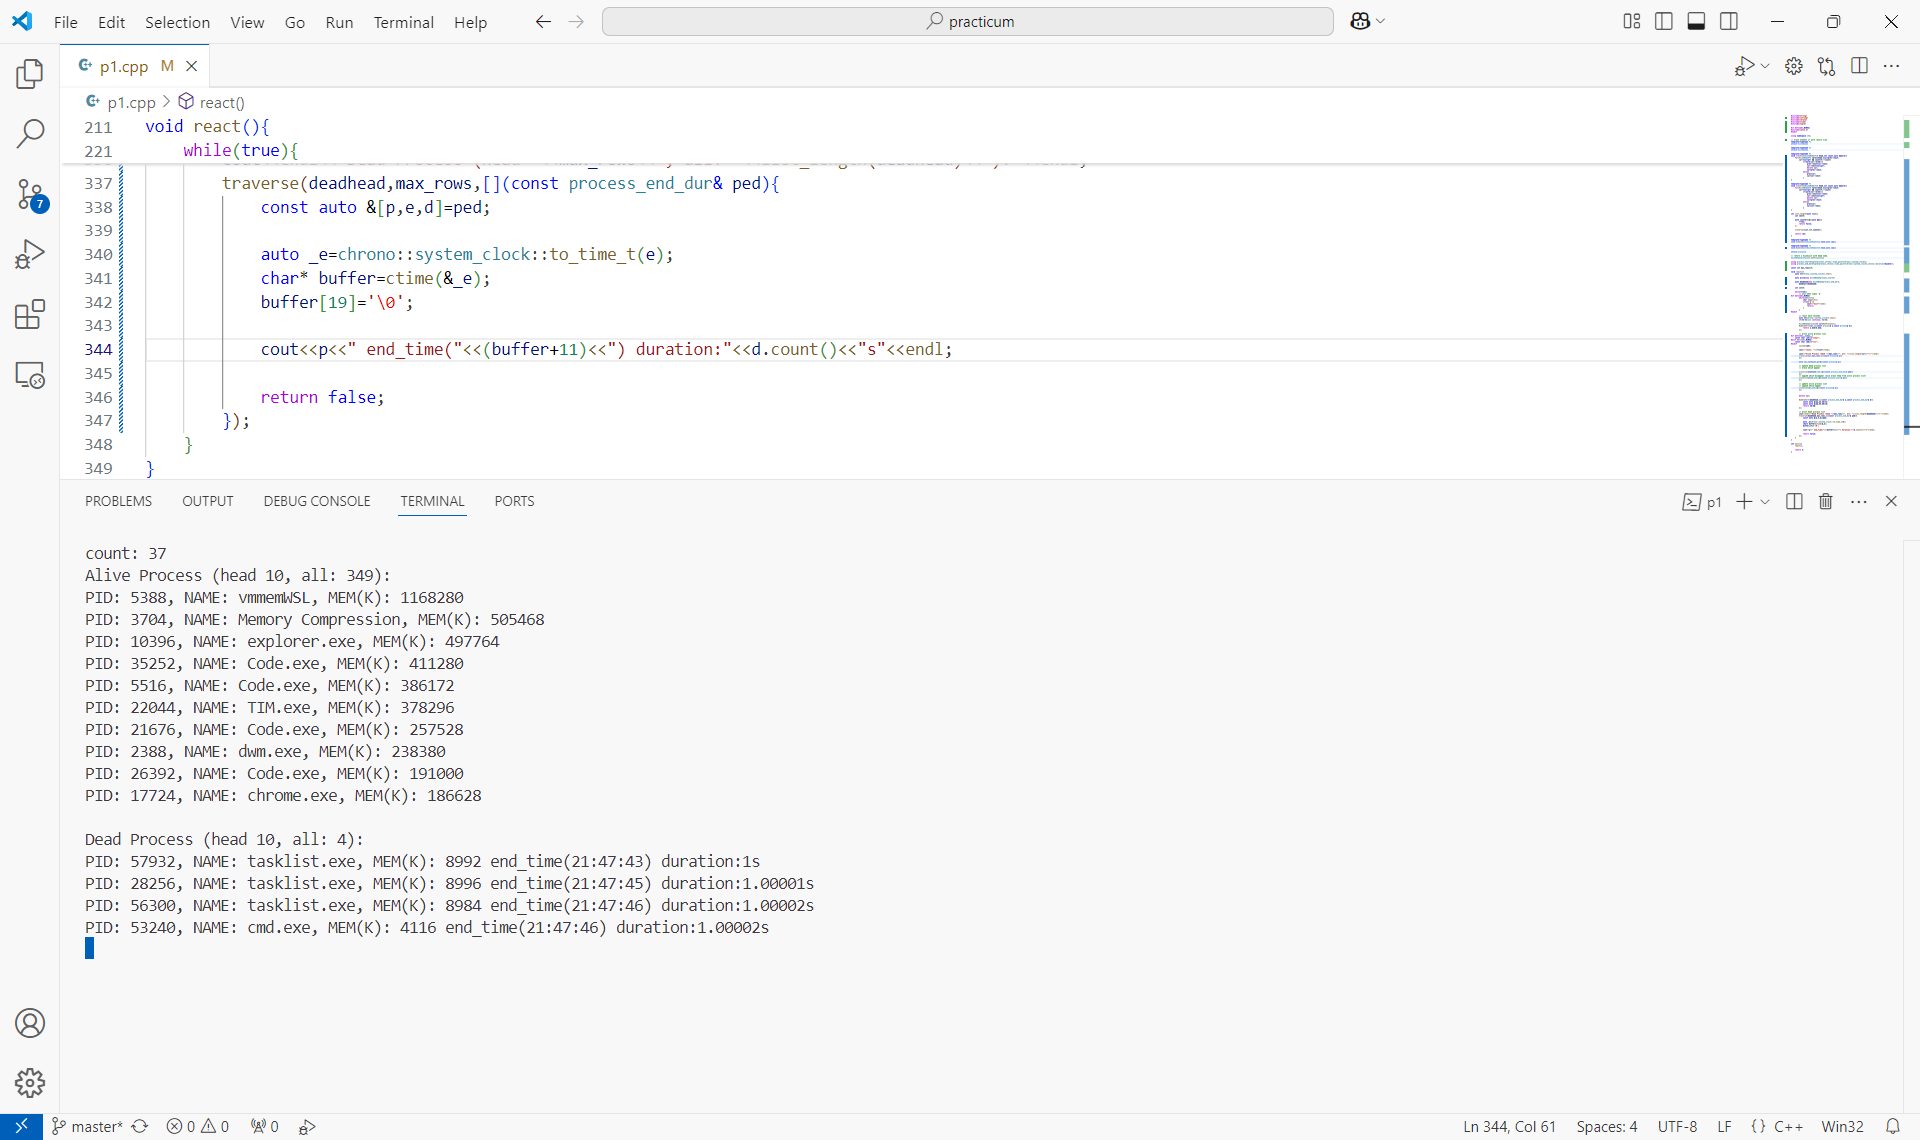 File Edit Selection View Go Run Terminal Help
practicum
p1.cpp M
p1.cpp > react()
211 void react(){
221 while(true){
337 traverse(deadhead,max_rows,[](const process_end_dur& ped){
338 const auto &[p,e,d]=ped;
339
340 auto _e=chrono::system_clock::to_time_t(e);
341 char* buffer=ctime(&_e);
342 buffer[19]='\0';
343
344 cout<<p<<" end_time("<<(buffer+11)<<") duration:"<<d.count()<<"s"<<endl;
345
346 return false;
347 });
348 }
349 }
7
PROBLEMS OUTPUT DEBUG CONSOLE TERMINAL PORTS
p1
count: 37
Alive Process (head 10, all: 349):
PID: 5388, NAME: vmmemWSL, MEM(K): 1168280
PID: 3704, NAME: Memory Compression, MEM(K): 505468
PID: 10396, NAME: explorer.exe, MEM(K): 497764
PID: 35252, NAME: Code.exe, MEM(K): 411280
PID: 5516, NAME: Code.exe, MEM(K): 386172
PID: 22044, NAME: TIM.exe, MEM(K): 378296
PID: 21676, NAME: Code.exe, MEM(K): 257528
PID: 2388, NAME: dwm.exe, MEM(K): 238380
PID: 26392, NAME: Code.exe, MEM(K): 191000
PID: 17724, NAME: chrome.exe, MEM(K): 186628
Dead Process (head 10, all: 4):
PID: 57932, NAME: tasklist.exe, MEM(K): 8992 end_time(21:47:43) duration:1s
PID: 28256, NAME: tasklist.exe, MEM(K): 8996 end_time(21:47:45) duration:1.00001s
PID: 56300, NAME: tasklist.exe, MEM(K): 8984 end_time(21:47:46) duration:1.00002s
PID: 53240, NAME: cmd.exe, MEM(K): 4116 end_time(21:47:46) duration:1.00002s
master* 0 0 0
Ln 344, Col 61 Spaces: 4 UTF-8 LF {} C++ Win32